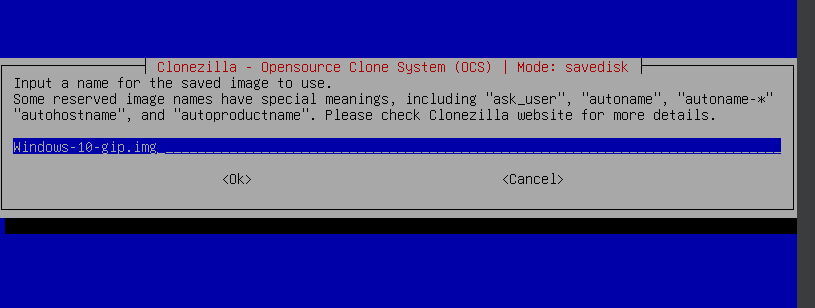 Clonezilla - Opensource Clone System (OCS) | Mode: savedisk
Input a name for the saved image to use.
Some reserved image names have special meanings, including "ask_user", "autoname", "autoname-*"
"autohostname", and "autoproductname". Please check Clonezilla website for more details.
Windows-10-gip.img
<Ok> <Cancel>